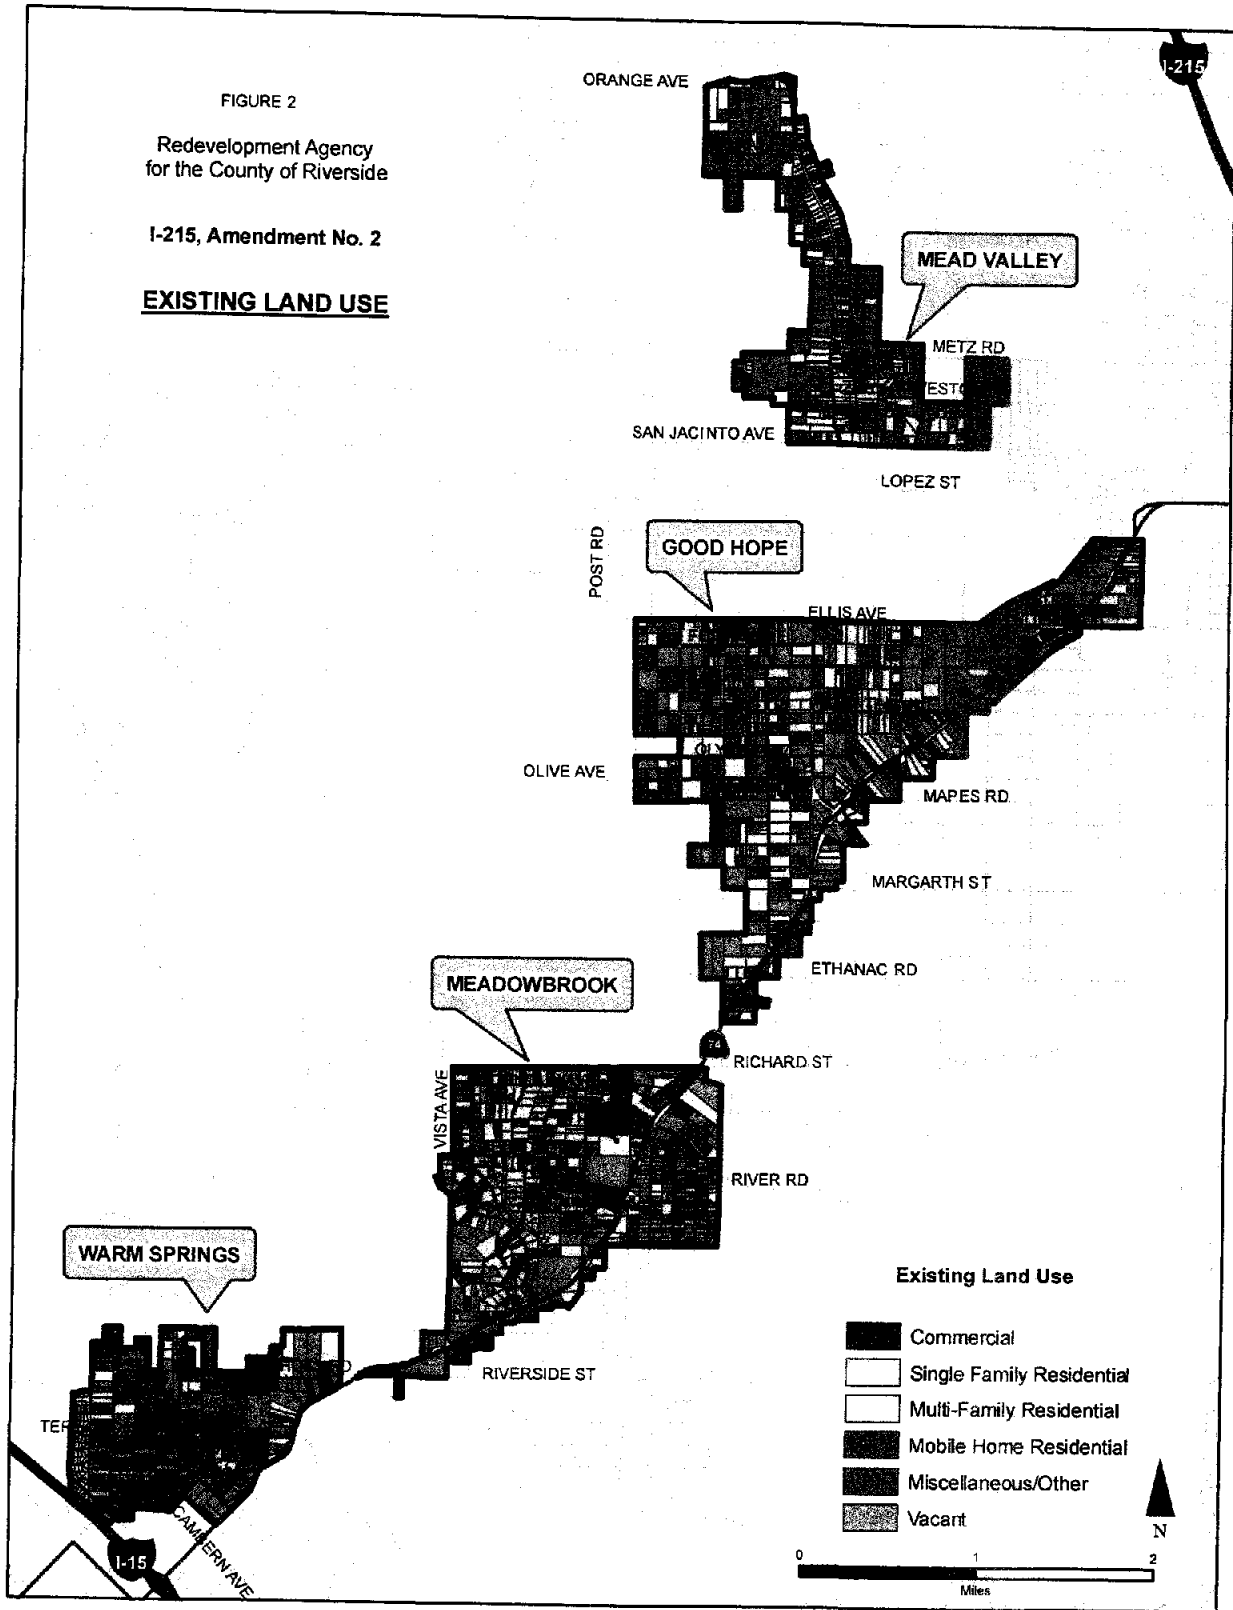 FIGURE 2
Redevelopment Agency
for the County of Riverside
I-215, Amendment No. 2
EXISTING LAND USE
I-215
ORANGE AVE
MEAD VALLEY
METZ RD
SAN JACINTO AVE
LOPEZ ST
POST RD
GOOD HOPE
ELLIS AVE
OLIVE AVE
MAPES RD
MARGARTH ST
ETHANAC RD
MEADOWBROOK
74
RICHARD ST
VISTA AVE
RIVER RD
WARM SPRINGS
RIVERSIDE ST
I-15
CAMBERN AVE
Existing Land Use
Commercial
Single Family Residential
Multi-Family Residential
Mobile Home Residential
Miscellaneous/Other
Vacant
N
0 1 2
Miles